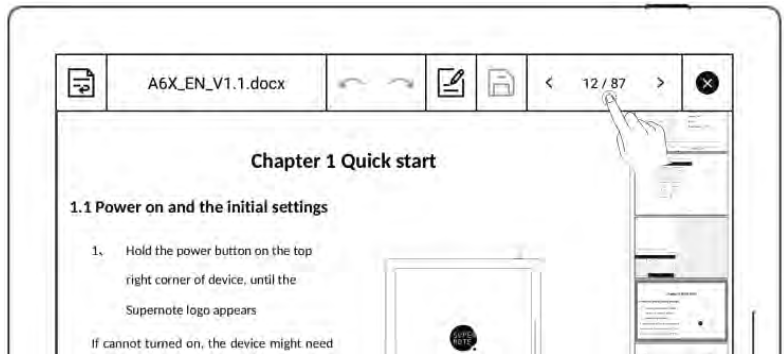 A6X_EN_V1.1.docx
12 / 87
Chapter 1 Quick start
1.1 Power on and the initial settings
1、 Hold the power button on the top
right corner of device, until the
Supernote logo appears
SUPER
NOTE
If cannot turned on, the device might need